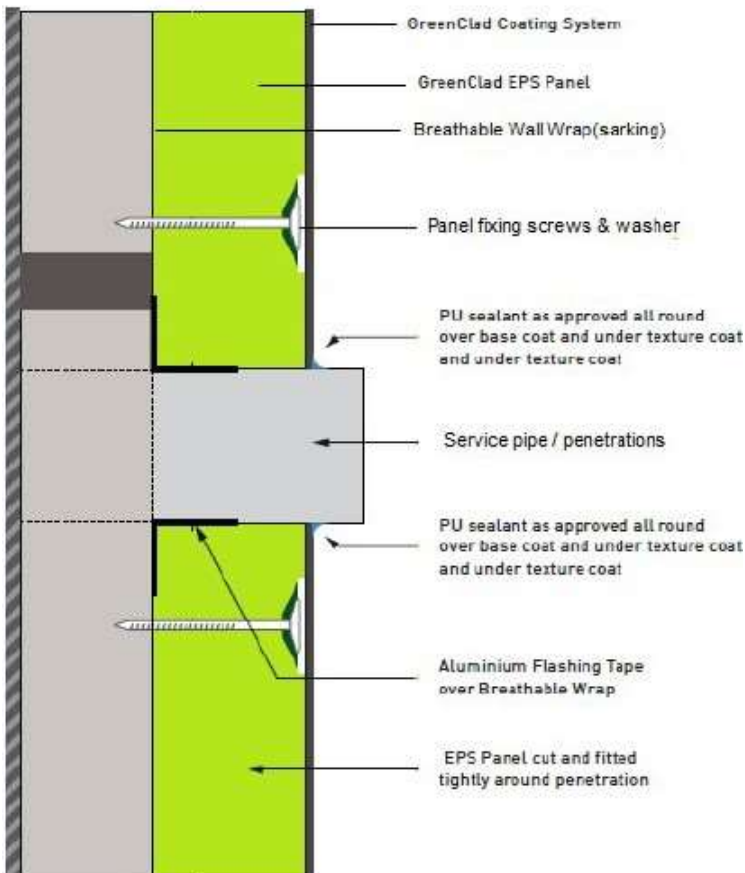 GreenClad Coating System
GreenClad EPS Panel
Breathable Wall Wrap(sarking)
Panel fixing screws & washer
PU sealant as approved all round
over base coat and under texture coat
and under texture coat
Service pipe / penetrations
PU sealant as approved all round
over base coat and under texture coat
and under texture coat
Aluminium Flashing Tape
over Breathable Wrap
EPS Panel cut and fitted
tightly around penetration